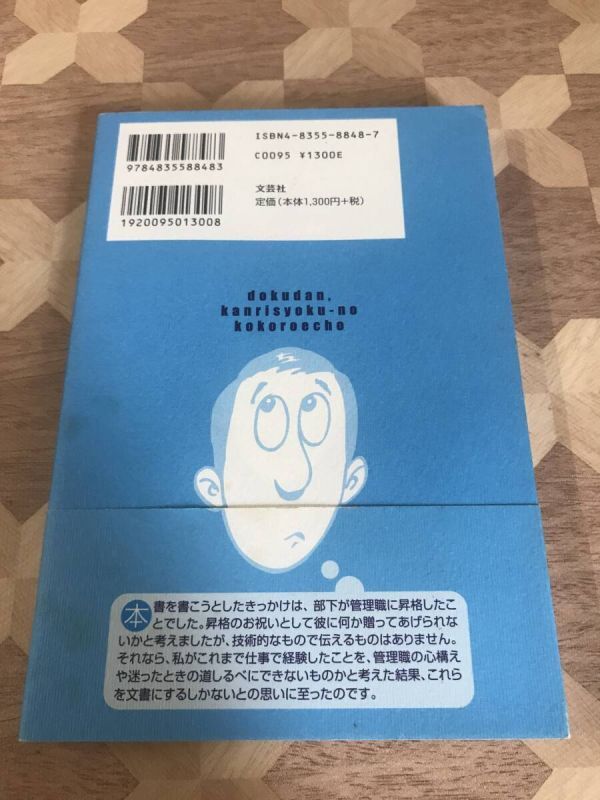 ISBN4-8355-8848-7
C0095 ¥1300E
9784835588483
文芸社
定価(本体1,300円+税)
1920095013008
dokudan,
kanrisyoku-no
kokoroecho
本書を書こうとしたきっかけは、部下が管理職に昇格したこ
とでした。昇格のお祝いとして彼に何か贈ってあげられな
いかと考えましたが、技術的なもので伝えるものはありません。
それなら、私がこれまで仕事で経験したことを、管理職の心構え
や迷ったときの道しるべにできないものかと考えた結果、これら
を文書にするしかないとの思いに至ったのです。